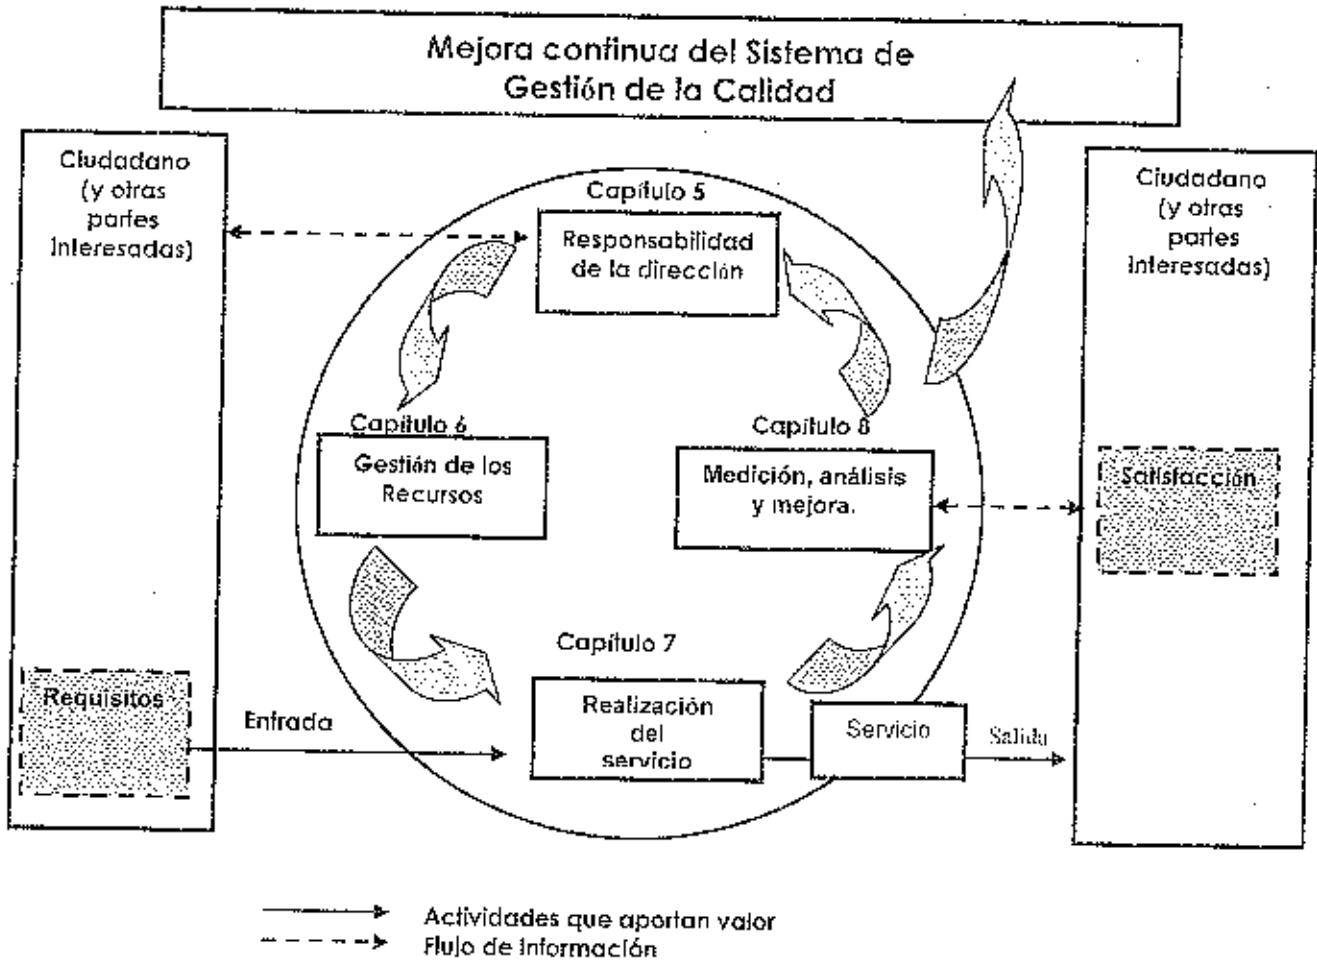 Mejora continua del Sistema de
Gestión de la Calidad
Ciudadano
(y otras
partes
interesadas)
Capítulo 5
Responsabilidad
de la dirección
Ciudadano
(y otras
partes
interesadas)
Capítulo 6
Gestión de los
Recursos
Capítulo 8
Medición, análisis
y mejora.
Satisfacción
Capítulo 7
Realización
del
servicio
Requisitos
Entrada
Servicio
Salida
Actividades que aportan valor
Flujo de información